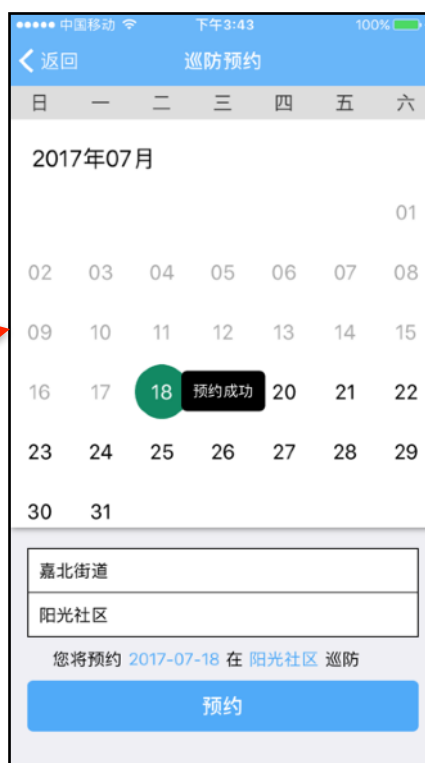 中国移动 下午3:43 100%
返回 巡防预约
日 一 二 三 四 五 六
2017年07月
01
02 03 04 05 06 07 08
09 10 11 12 13 14 15
16 17 18 预约成功 20 21 22
23 24 25 26 27 28 29
30 31
嘉北街道
阳光社区
您将预约 2017-07-18 在 阳光社区 巡防
预约